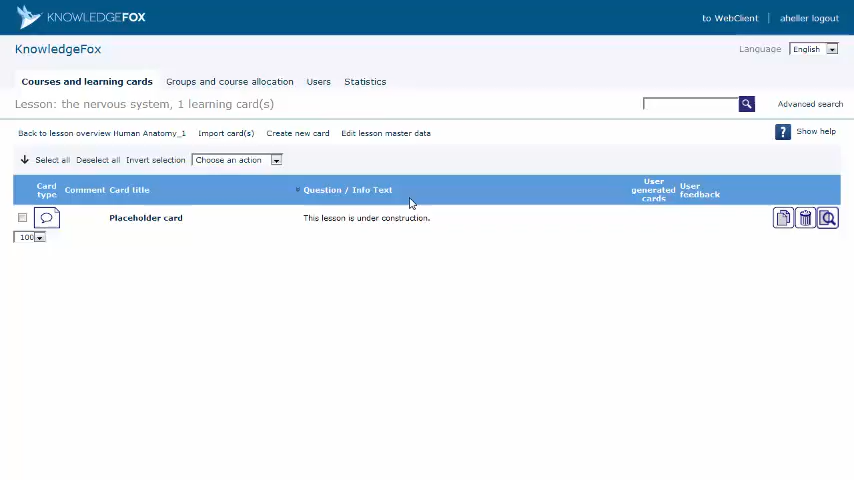 KNOWLEDGEFOX
to WebClient | aheller logout
KnowledgeFox
Language English
Courses and learning cards Groups and course allocation Users Statistics
Lesson: the nervous system, 1 learning card(s)
Advanced search
Back to lesson overview Human Anatomy_1 Import card(s) Create new card Edit lesson master data
? Show help
Select all Deselect all Invert selection Choose an action
Card type Comment Card title Question / Info Text User generated cards User feedback
Placeholder card This lesson is under construction.
100